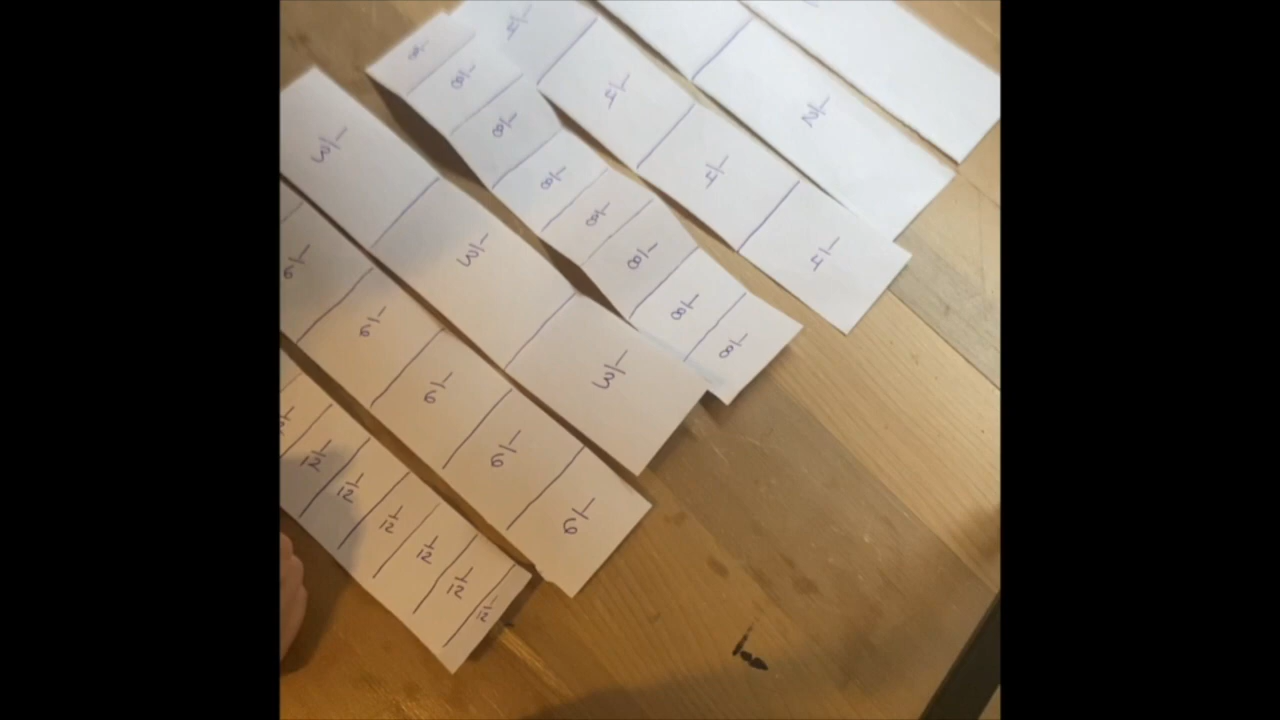 1/2
1/4 1/4 1/4 1/4
1/8 1/8 1/8 1/8 1/8 1/8 1/8 1/8
1/3 1/3 1/3
1/6 1/6 1/6 1/6 1/6
1/12 1/12 1/12 1/12 1/12 1/12